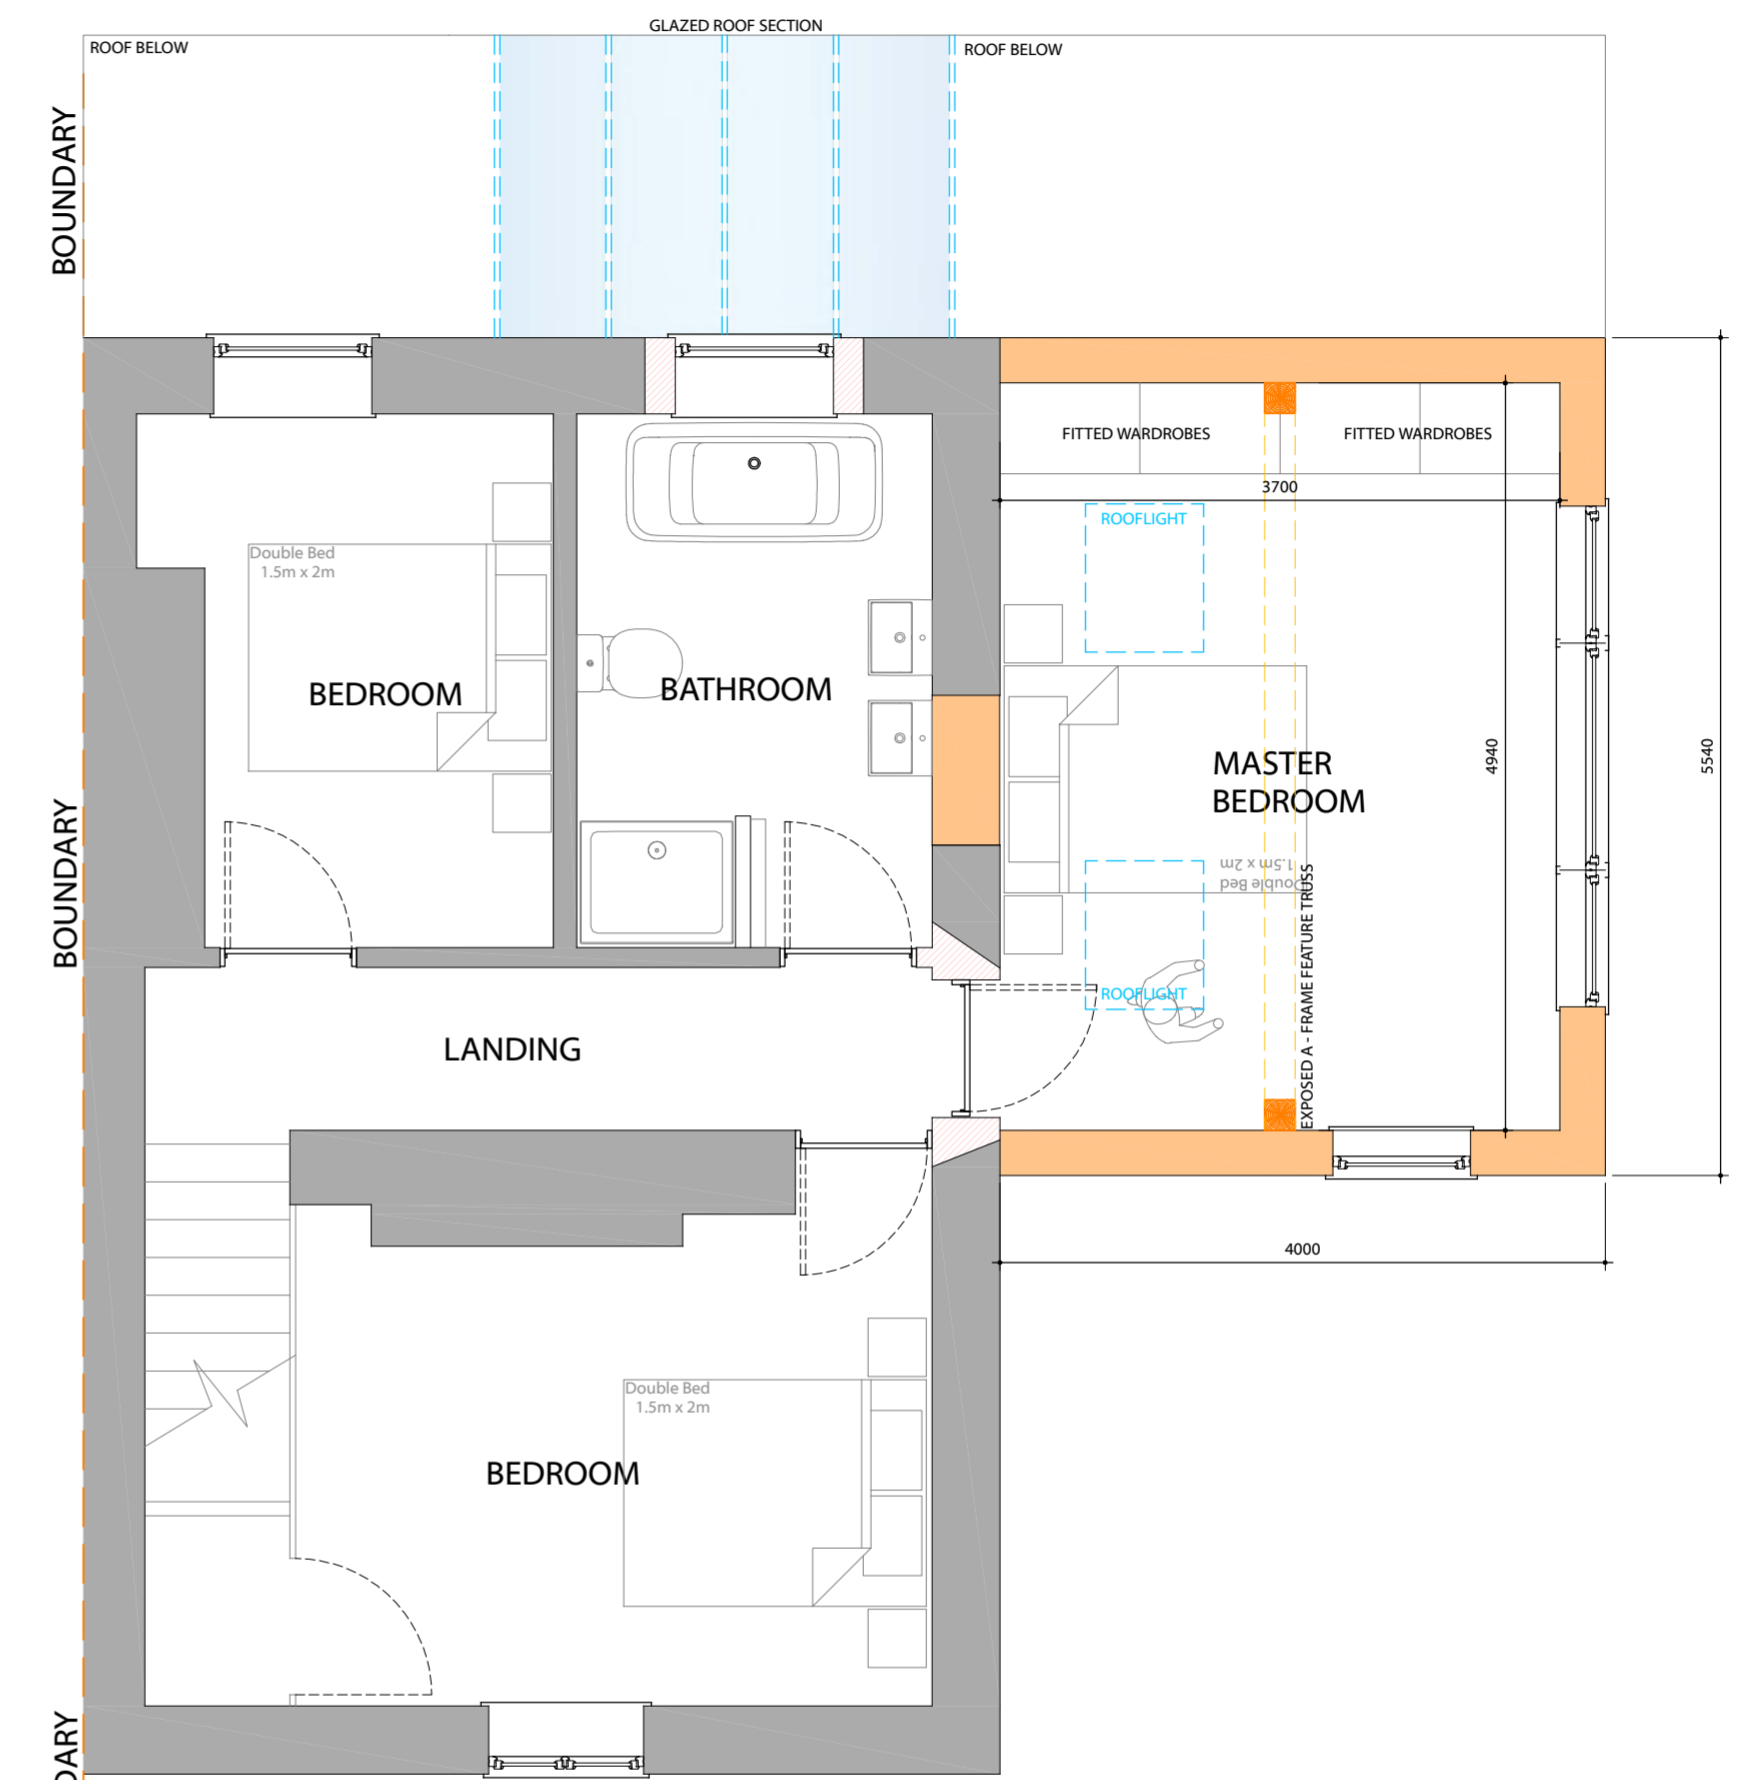 GLAZED ROOF SECTION
ROOF BELOW
ROOF BELOW
BOUNDARY
FITTED WARDROBES
FITTED WARDROBES
3700
ROOFLIGHT
Double Bed
1.5m x 2m
BEDROOM
BATHROOM
MASTER
BEDROOM
4940
5540
Double Bed
1.5m x 2m
BOUNDARY
EXPOSED A - FRAME FEATURE TRUSS
ROOFLIGHT
LANDING
4000
Double Bed
1.5m x 2m
BEDROOM
DARY